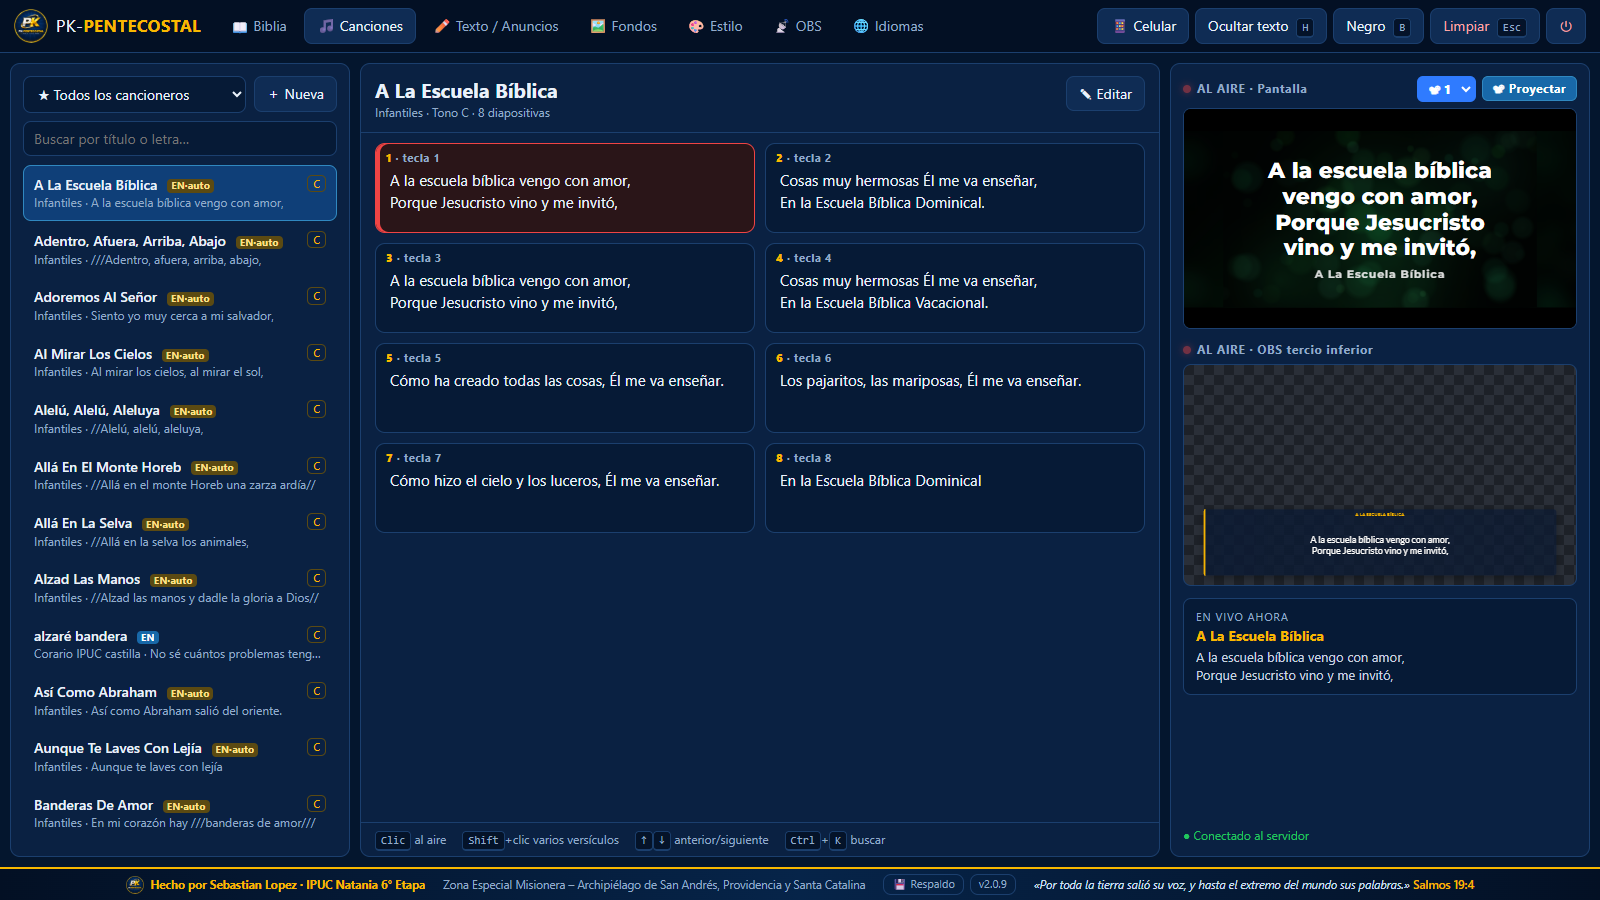 PK-PENTECOSTAL
Biblia
Canciones
Texto / Anuncios
Fondos
Estilo
OBS
Idiomas
Celular
Ocultar texto H
Negro B
Limpiar Esc
★ Todos los cancioneros
+ Nueva
Buscar por título o letra...
A La Escuela Bíblica EN·auto C
Infantiles · A la escuela bíblica vengo con amor,
Adentro, Afuera, Arriba, Abajo EN·auto C
Infantiles · ///Adentro, afuera, arriba, abajo,
Adoremos Al Señor EN·auto C
Infantiles · Siento yo muy cerca a mi salvador,
Al Mirar Los Cielos EN·auto C
Infantiles · Al mirar los cielos, al mirar el sol,
Alelú, Alelú, Aleluya EN·auto C
Infantiles · //Alelú, alelú, aleluya,
Allá En El Monte Horeb EN·auto C
Infantiles · //Allá en el monte Horeb una zarza ardía//
Allá En La Selva EN·auto C
Infantiles · //Allá en la selva los animales,
Alzad Las Manos EN·auto C
Infantiles · //Alzad las manos y dadle la gloria a Dios//
alzaré bandera EN C
Corario IPUC castilla · No sé cuántos problemas teng...
Así Como Abraham EN·auto C
Infantiles · Así como Abraham salió del oriente.
Aunque Te Laves Con Lejía EN·auto C
Infantiles · Aunque te laves con lejía
Banderas De Amor EN·auto C
Infantiles · En mi corazón hay ///banderas de amor///
A La Escuela Bíblica
Infantiles · Tono C · 8 diapositivas
Editar
1 · tecla 1
A la escuela bíblica vengo con amor,
Porque Jesucristo vino y me invitó,
2 · tecla 2
Cosas muy hermosas Él me va enseñar,
En la Escuela Bíblica Dominical.
3 · tecla 3
A la escuela bíblica vengo con amor,
Porque Jesucristo vino y me invitó,
4 · tecla 4
Cosas muy hermosas Él me va enseñar,
En la Escuela Bíblica Vacacional.
5 · tecla 5
Cómo ha creado todas las cosas, Él me va enseñar.
6 · tecla 6
Los pajaritos, las mariposas, Él me va enseñar.
7 · tecla 7
Cómo hizo el cielo y los luceros, Él me va enseñar.
8 · tecla 8
En la Escuela Bíblica Dominical
Clic al aire Shift+clic varios versículos ↑ ↓ anterior/siguiente Ctrl+K buscar
AL AIRE · Pantalla
1
Proyectar
A la escuela bíblica
vengo con amor,
Porque Jesucristo
vino y me invitó,
A La Escuela Bíblica
AL AIRE · OBS tercio inferior
A LA ESCUELA BÍBLICA
A la escuela bíblica vengo con amor,
Porque Jesucristo vino y me invitó,
EN VIVO AHORA
A La Escuela Bíblica
A la escuela bíblica vengo con amor,
Porque Jesucristo vino y me invitó,
Conectado al servidor
Hecho por Sebastian Lopez · IPUC Natania 6° Etapa
Zona Especial Misionera – Archipiélago de San Andrés, Providencia y Santa Catalina
Respaldo
v2.0.9
«Por toda la tierra salió su voz, y hasta el extremo del mundo sus palabras.» Salmos 19:4